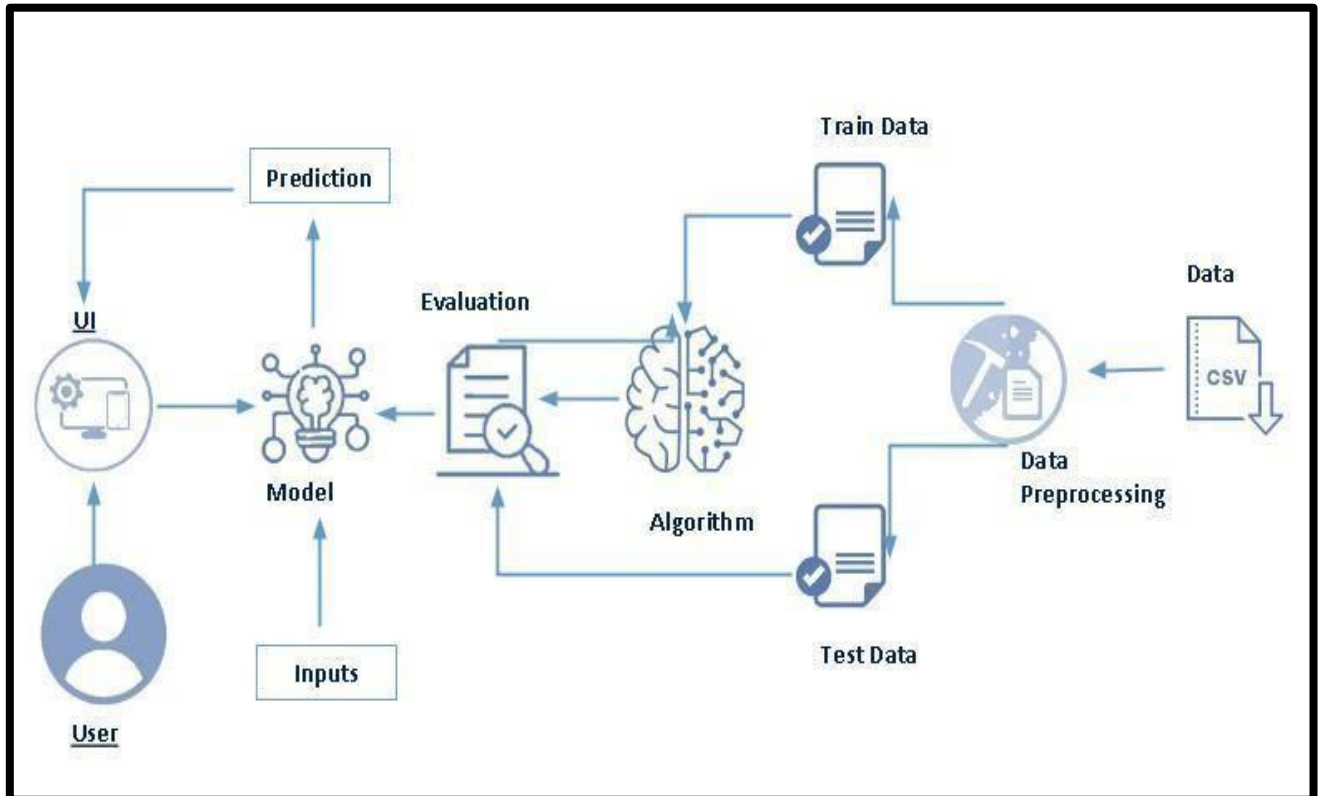 Train Data
Prediction
Data
Evaluation
UI
CSV
Data
Preprocessing
Model
Algorithm
Test Data
Inputs
User